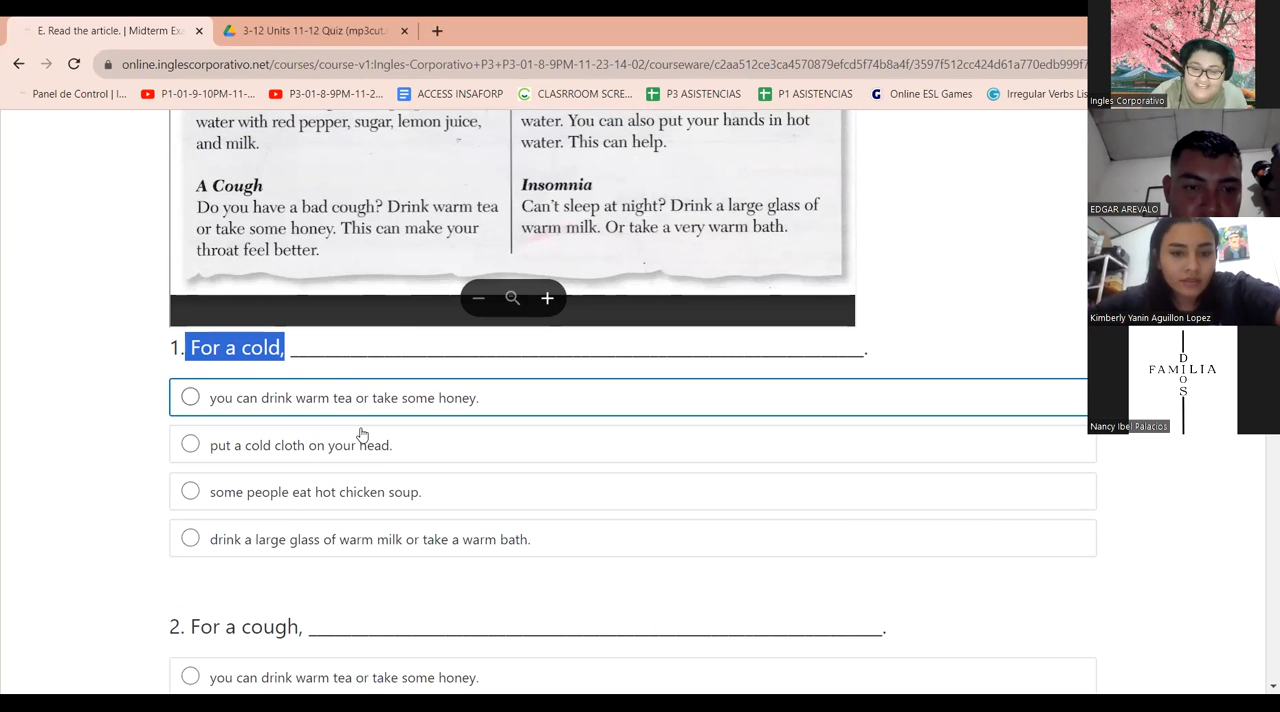 E. Read the article. | Midterm Exa
3-12 Units 11-12 Quiz (mp3cut.
online.inglescorporativo.net/courses/course-v1:Ingles-Corporativo+P3+P3-01-8-9PM-11-23-14-02/courseware/c2aa512ce3ca4570879efcd5f74b8a4f/3597f512cc424d61a770edb999f7
Panel de Control | I...
P1-01-9-10PM-11-...
P3-01-8-9PM-11-2...
ACCESS INSAFORP
CLASRROOM SCRE...
P3 ASISTENCIAS
P1 ASISTENCIAS
Online ESL Games
Irregular Verbs Lis
water with red pepper, sugar, lemon juice,
and milk.
A Cough
Do you have a bad cough? Drink warm tea
or take some honey. This can make your
throat feel better.
water. You can also put your hands in hot
water. This can help.
Insomnia
Can't sleep at night? Drink a large glass of
warm milk. Or take a very warm bath.
1. For a cold, ____________________________________________________.
you can drink warm tea or take some honey.
put a cold cloth on your head.
some people eat hot chicken soup.
drink a large glass of warm milk or take a warm bath.
2. For a cough, ____________________________________________________.
you can drink warm tea or take some honey.
Ingles Corporativo
EDGAR AREVALO
Kimberly Yanin Aguillon Lopez
FAMILIA
DIOS
Nancy Ibel Palacios